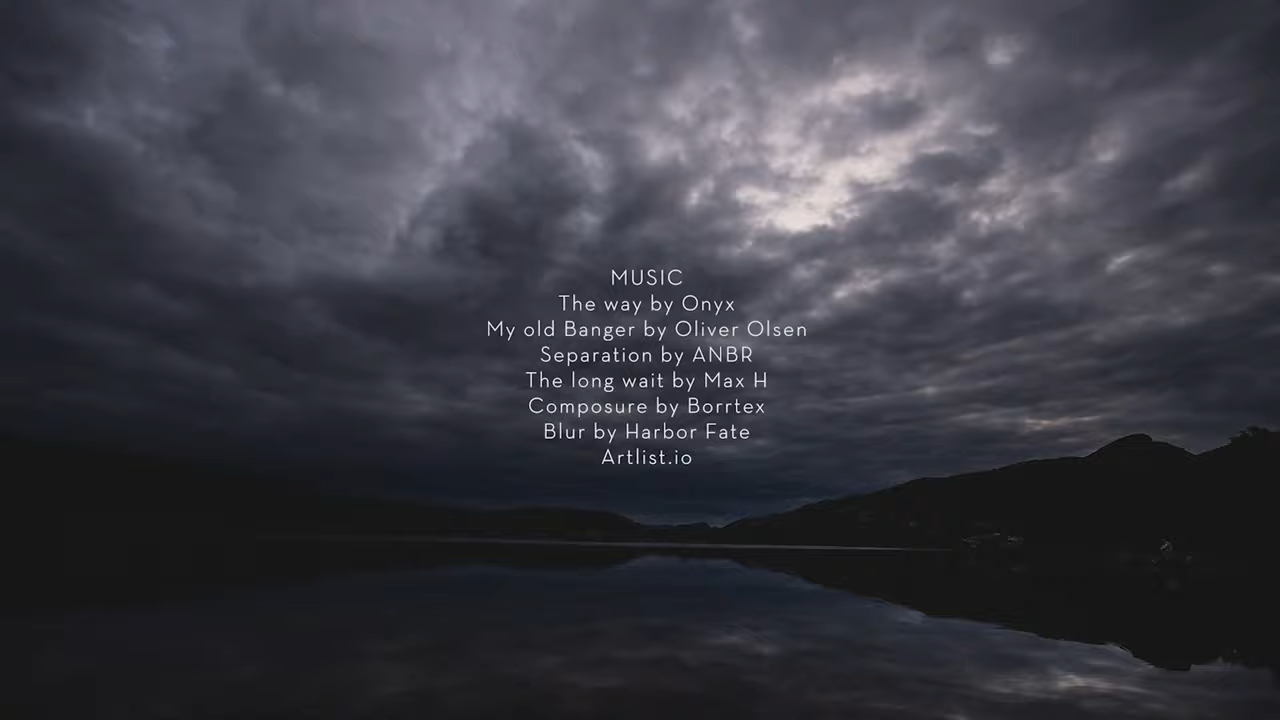 MUSIC
The way by Onyx
My old Banger by Oliver Olsen
Separation by ANBR
The long wait by Max H
Composure by Borrtex
Blur by Harbor Fate
Artlist.io